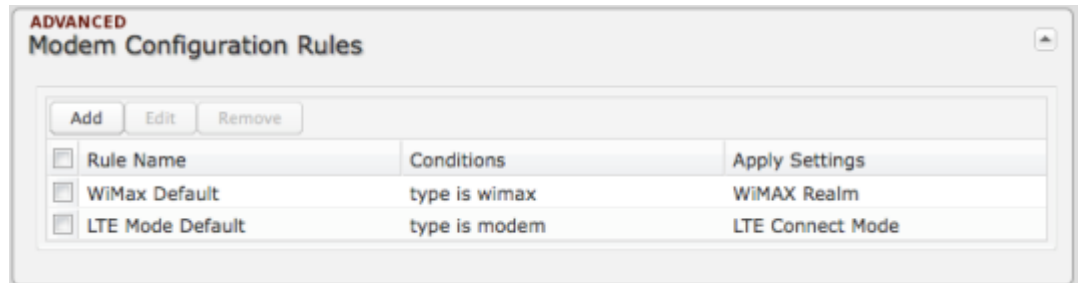 ADVANCED
Modem Configuration Rules
Add Edit Remove
Rule Name Conditions Apply Settings
WiMax Default type is wimax WiMAX Realm
LTE Mode Default type is modem LTE Connect Mode